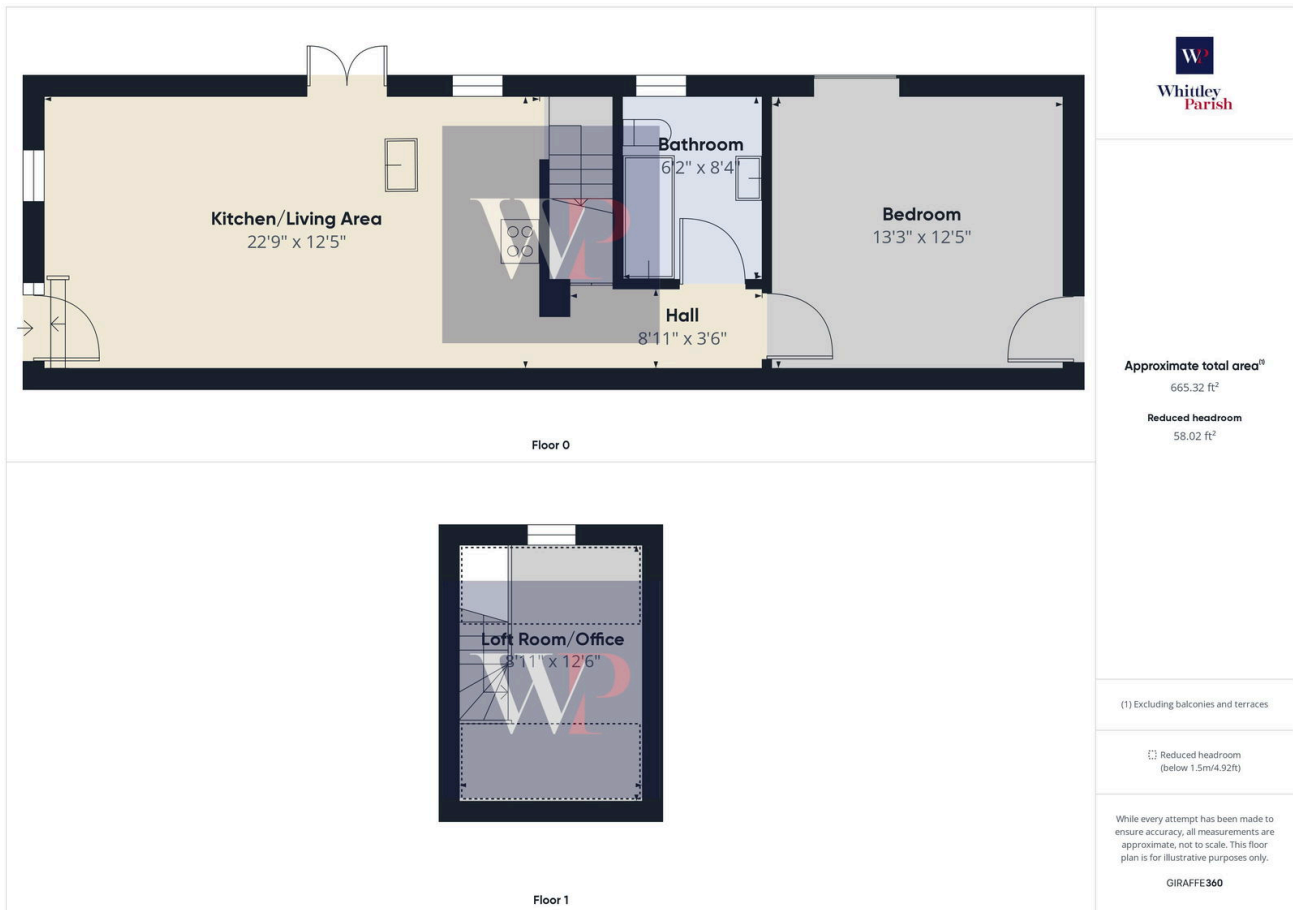 WP
Whittley
Parish
Kitchen/Living Area
22'9" x 12'5"
Bathroom
6'2" x 8'4"
Bedroom
13'3" x 12'5"
WP
Hall
8'11" x 3'6"
Floor 0
Approximate total area(1)
665.32 ft²
Reduced headroom
58.02 ft²
Loft Room/Office
8'11" x 12'6"
WP
Floor 1
(1) Excluding balconies and terraces
Reduced headroom
(below 1.5m/4.92ft)
While every attempt has been made to
ensure accuracy, all measurements are
approximate, not to scale. This floor
plan is for illustrative purposes only.
GIRAFFE360